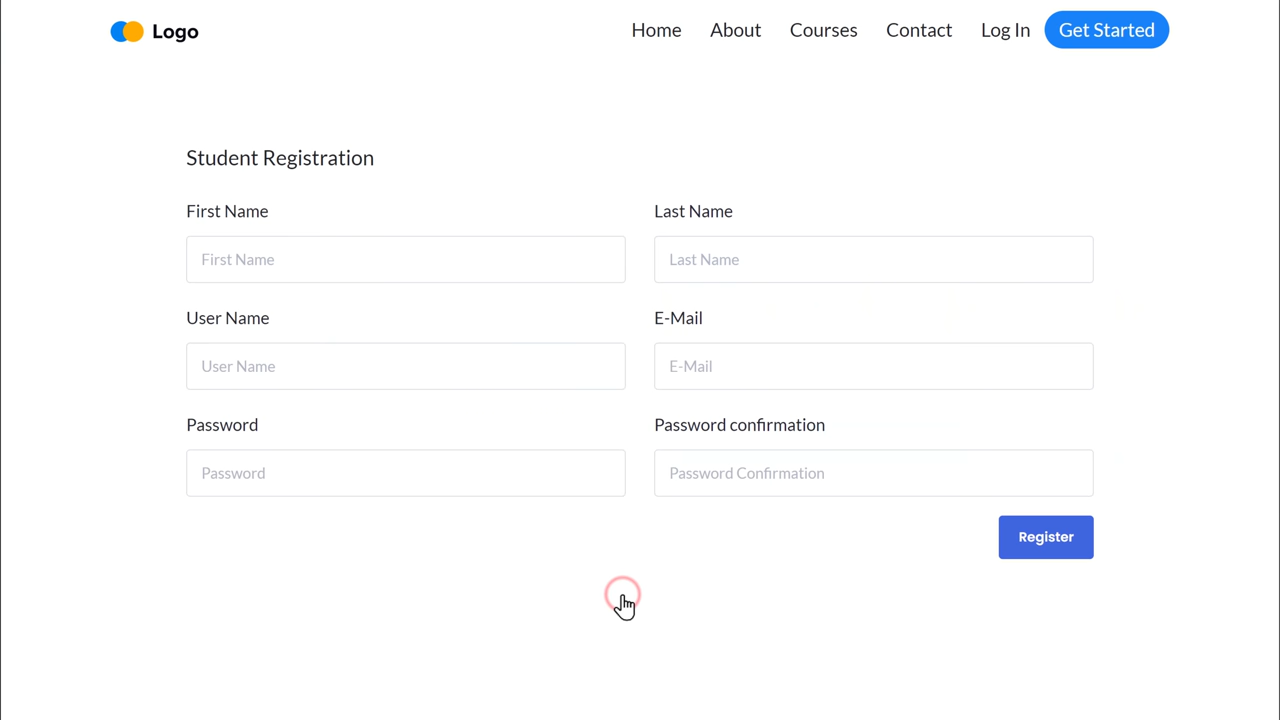 Logo Home About Courses Contact Log In Get Started
Student Registration
First Name Last Name
First Name Last Name
User Name E-Mail
User Name E-Mail
Password Password confirmation
Password Password Confirmation
Register